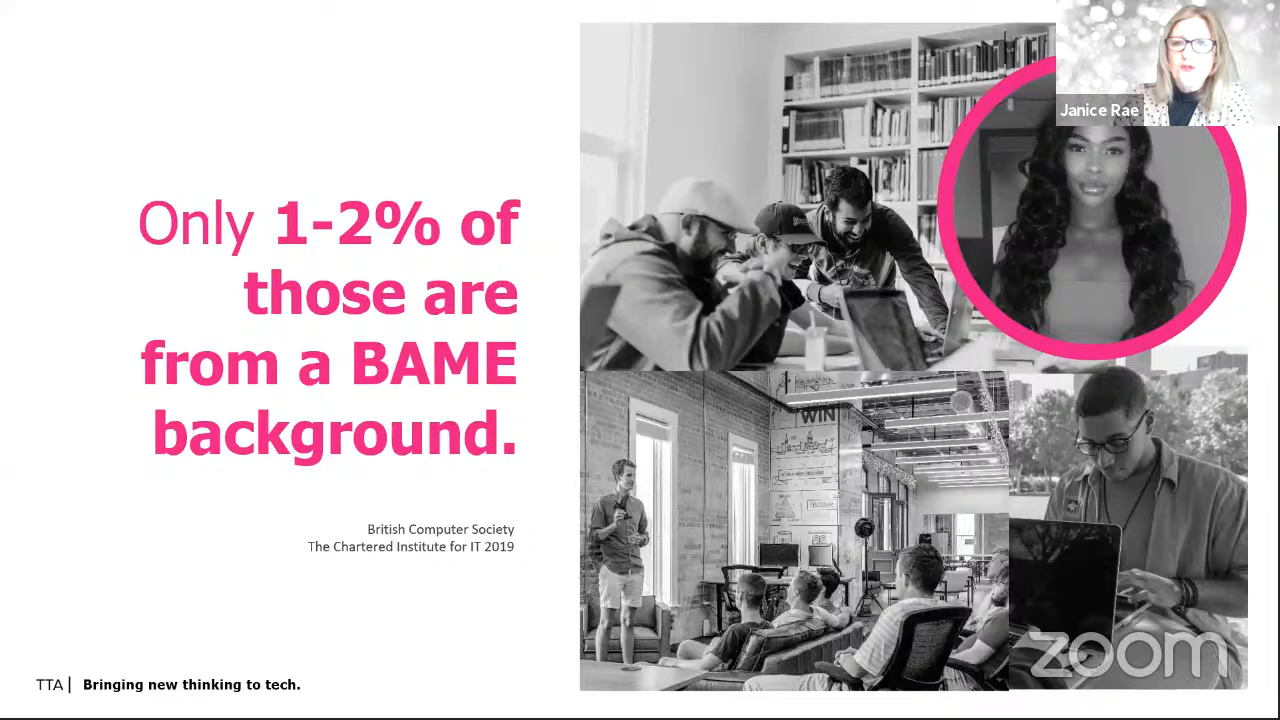 Janice Rae
Only 1-2% of
those are
from a BAME
background.
British Computer Society
The Chartered Institute for IT 2019
WIN
TTA | Bringing new thinking to tech.
zoom